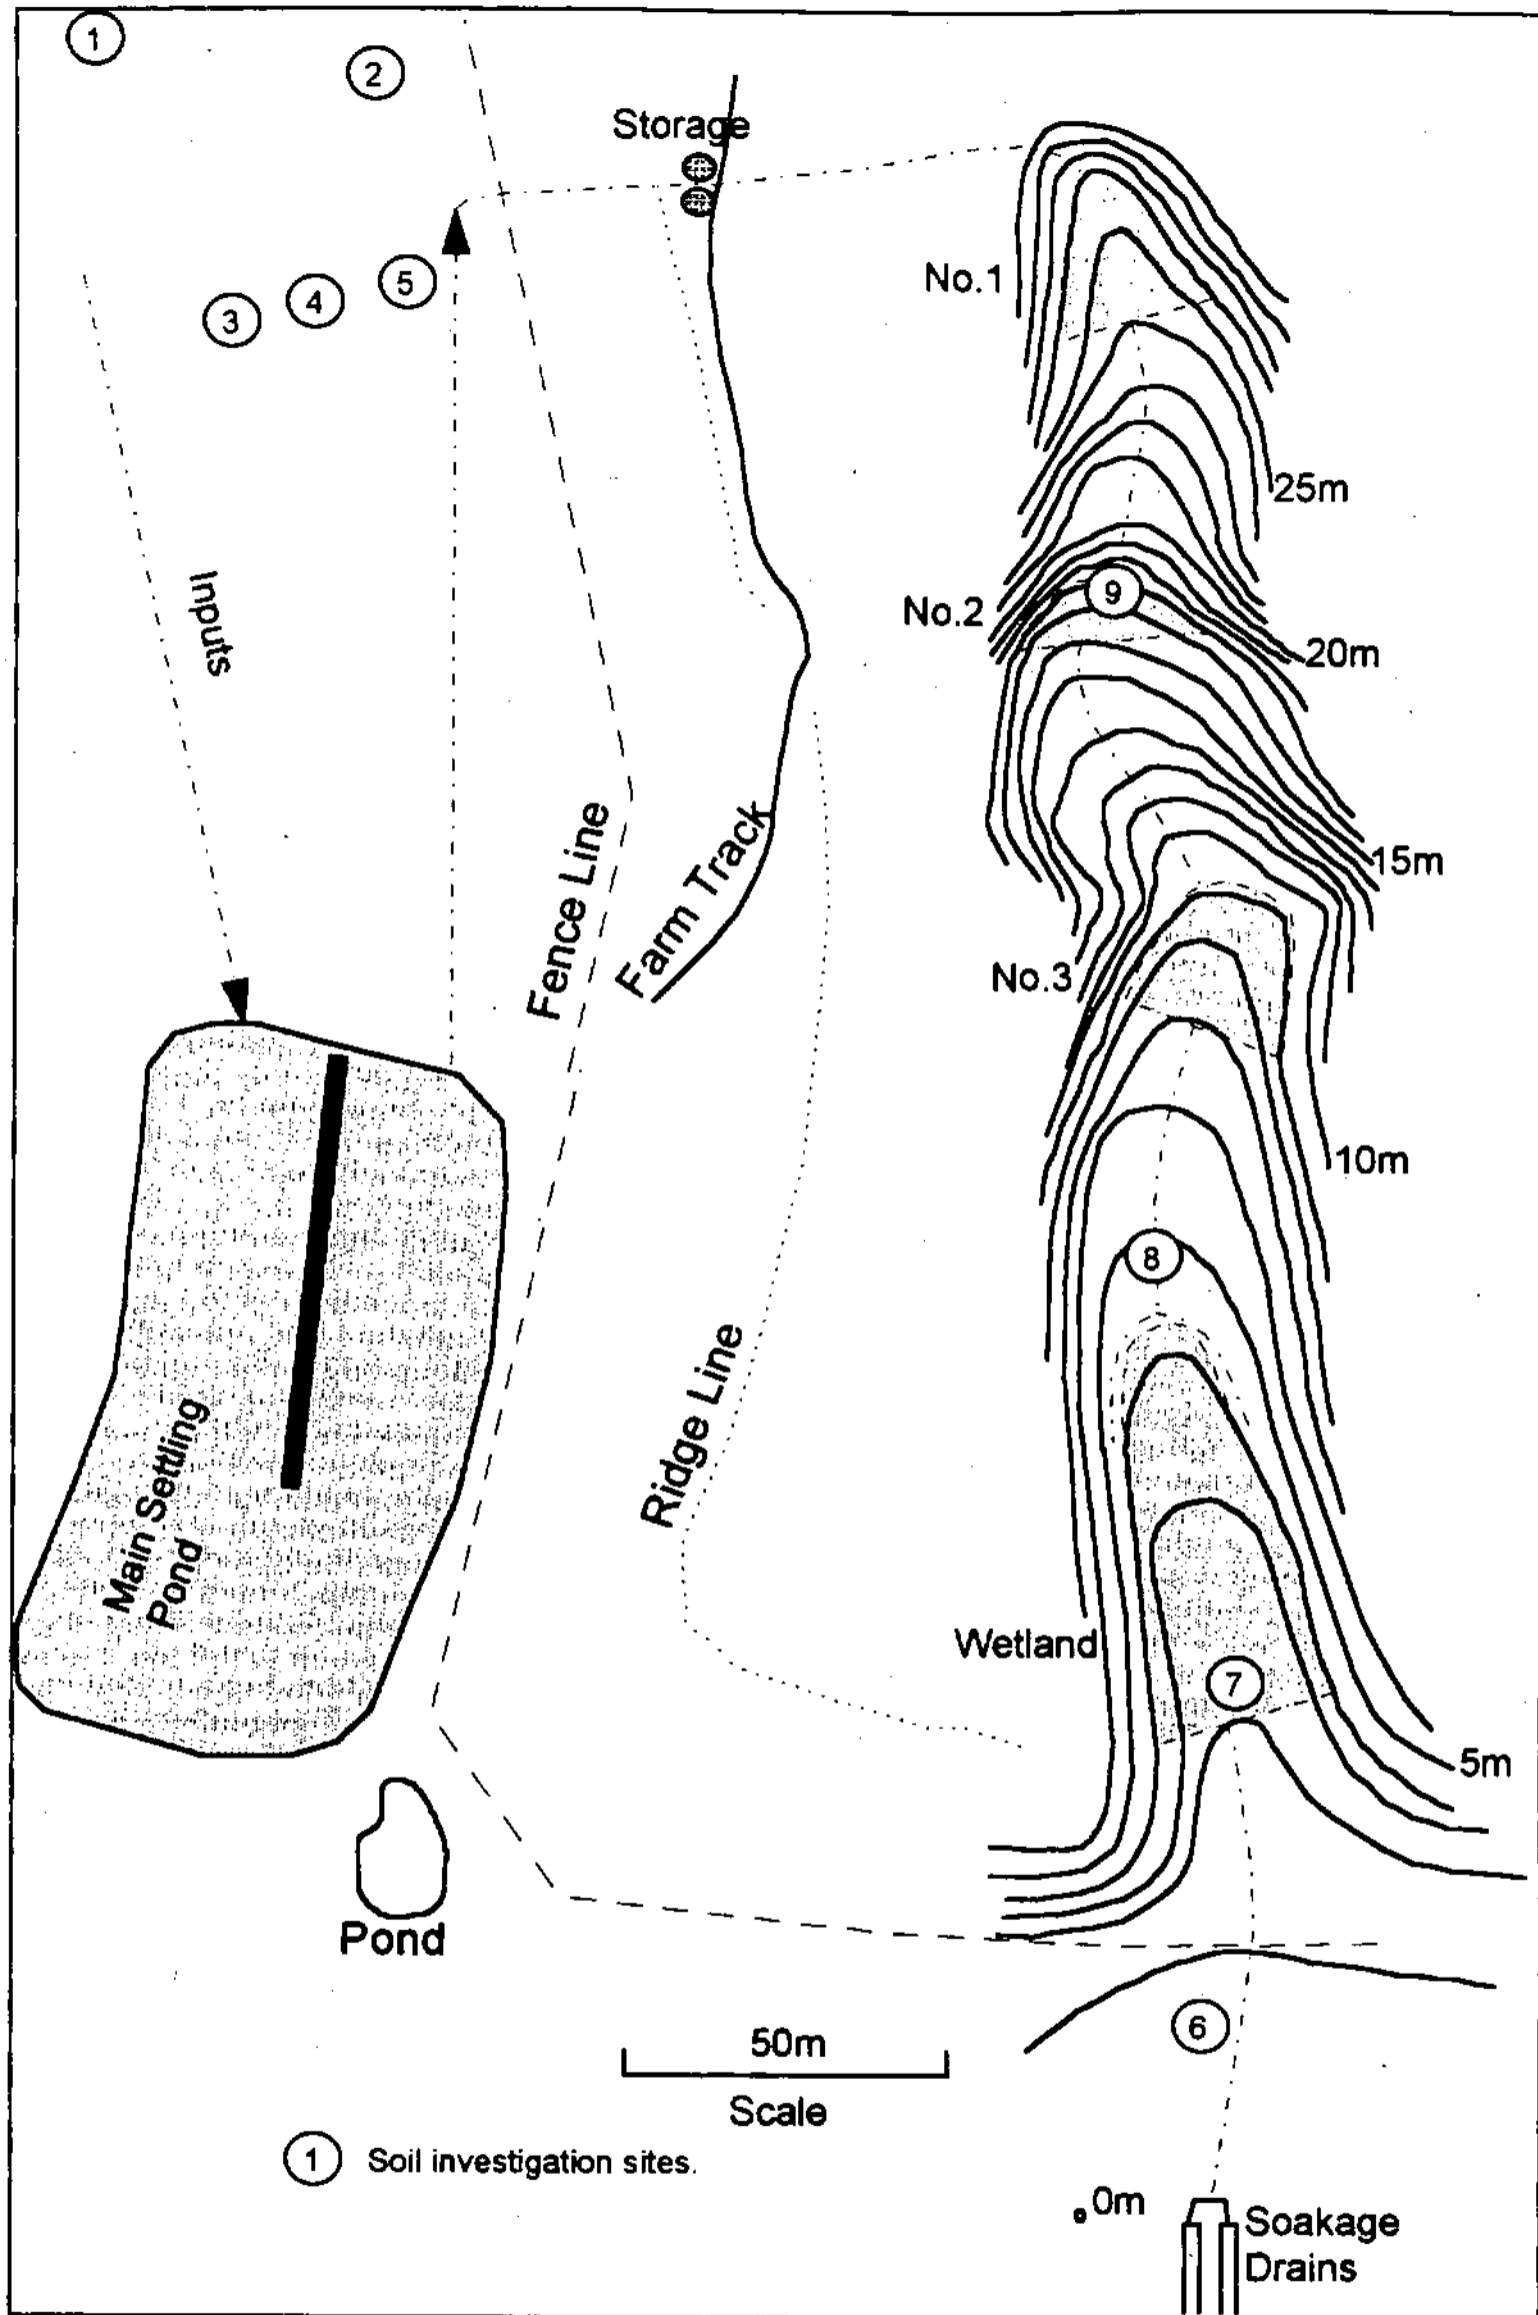 1
2
Storage
No.1
3
4
5
25m
Inputs
No.2
9
20m
Fence Line
Farm Track
15m
No.3
10m
8
Ridge Line
Main Settling
Pond
Wetland
7
5m
Pond
6
50m
Scale
1 Soil investigation sites.
0m
Soakage
Drains